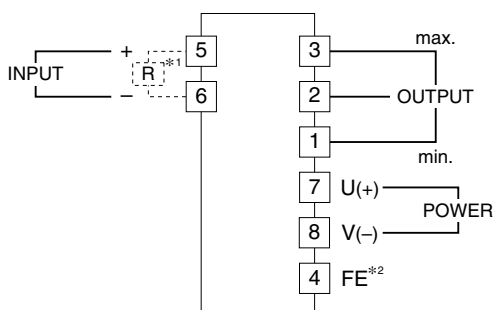 + 5 3 max.
INPUT R*1
– 6 2 OUTPUT
1 min.
7 U(+)
POWER
8 V(–)
4 FE*2